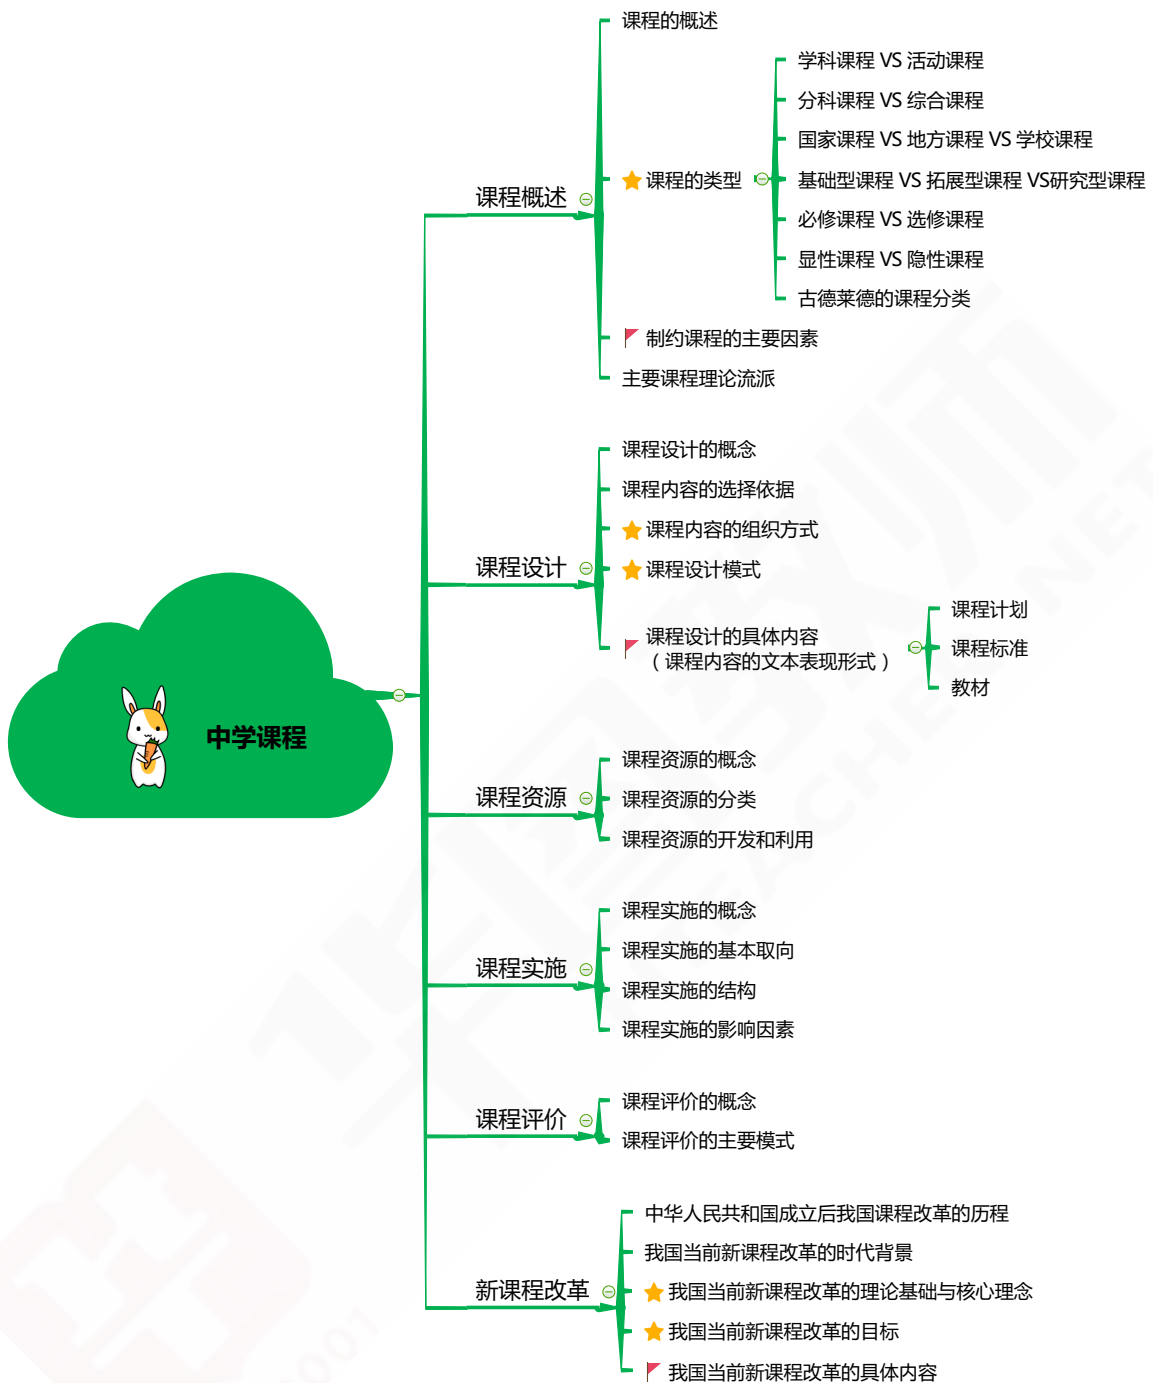 课程的概述
学科课程 VS 活动课程
分科课程 VS 综合课程
国家课程 VS 地方课程 VS 学校课程
课程的类型
基础型课程 VS 拓展型课程 VS研究型课程
课程概述
必修课程 VS 选修课程
显性课程 VS 隐性课程
古德莱德的课程分类
制约课程的主要因素
主要课程理论流派
课程设计的概念
课程内容的选择依据
课程内容的组织方式
课程设计
课程设计模式
课程设计的具体内容
（课程内容的文本表现形式）
课程计划
课程标准
教材
中学课程
课程资源的概念
课程资源
课程资源的分类
课程资源的开发和利用
课程实施的概念
课程实施的基本取向
课程实施
课程实施的结构
课程实施的影响因素
课程评价的概念
课程评价
课程评价的主要模式
中华人民共和国成立后我国课程改革的历程
我国当前新课程改革的时代背景
新课程改革
我国当前新课程改革的理论基础与核心理念
我国当前新课程改革的目标
我国当前新课程改革的具体内容